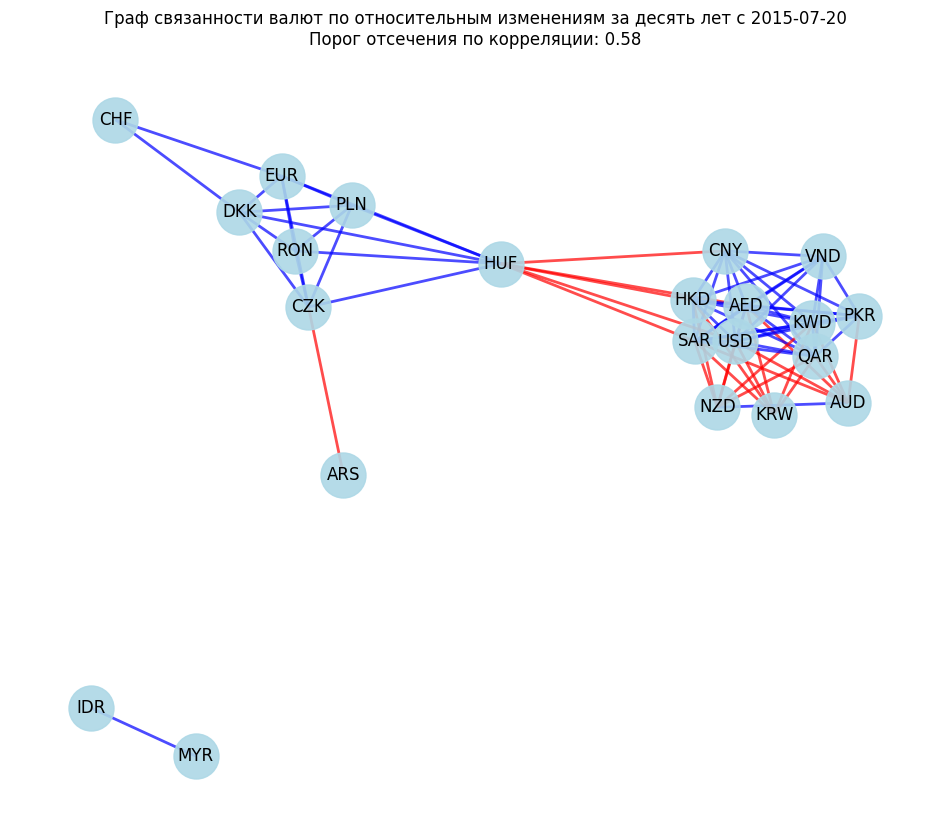 Граф связанности валют по относительным изменениям за десять лет с 2015-07-20
Порог отсечения по корреляции: 0.58
CHF
EUR
PLN
DKK
RON
HUF
CZK
CNY
VND
HKD
AED
KWD
PKR
SAR
USD
QAR
NZD
KRW
AUD
ARS
IDR
MYR